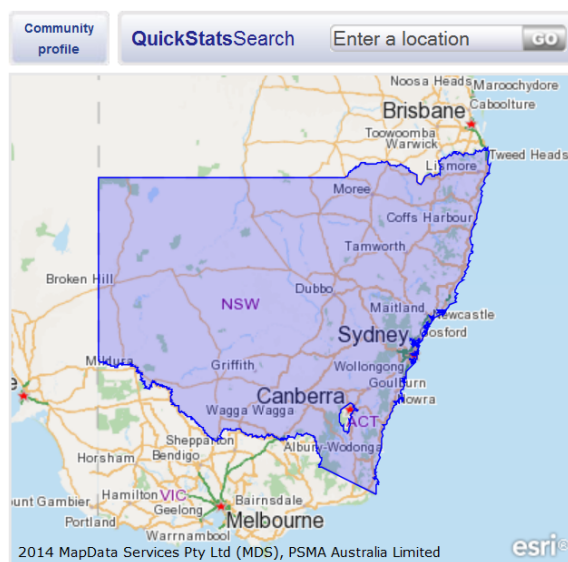 Community
profile
QuickStatsSearch
Enter a location
GO
Noosa Heads
Maroochydore
Brisbane
Caboolture
Toowoomba
Warwick
Lismore
Tweed Heads
Moree
Coffs Harbour
Tamworth
Broken Hill
Dubbo
NSW
Maitland
Newcastle
Sydney
Gosford
Mildura
Griffith
Wollongong
Goulburn
Canberra
Nowra
Wagga Wagga
ACT
Shepparton
Albury-Wodonga
Horsham
Bendigo
Hamilton
VIC
Bairnsdale
ount Gambier
Geelong
Portland
Melbourne
Warrnambool
2014 MapData Services Pty Ltd (MDS), PSMA Australia Limited
esri